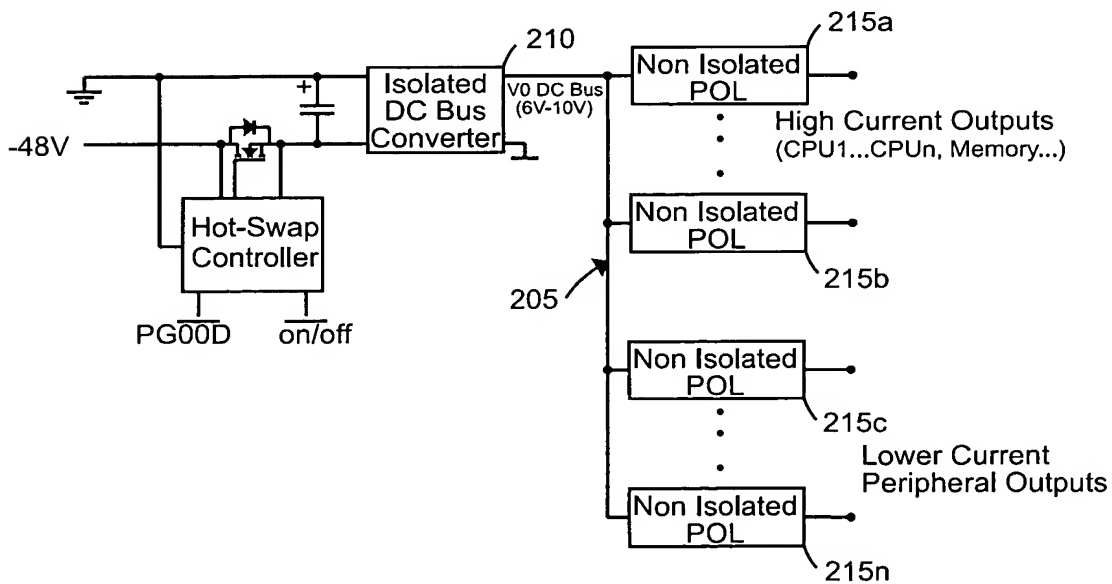 215a
210
Non Isolated
POL
Isolated
DC Bus
Converter
V0 DC Bus
(6V-10V)
+
High Current Outputs
(CPU1...CPUn, Memory...)
-48V
Non Isolated
POL
Hot-Swap
Controller
215b
205
PG00D
on/off
Non Isolated
POL
215c
Lower Current
Peripheral Outputs
Non Isolated
POL
215n